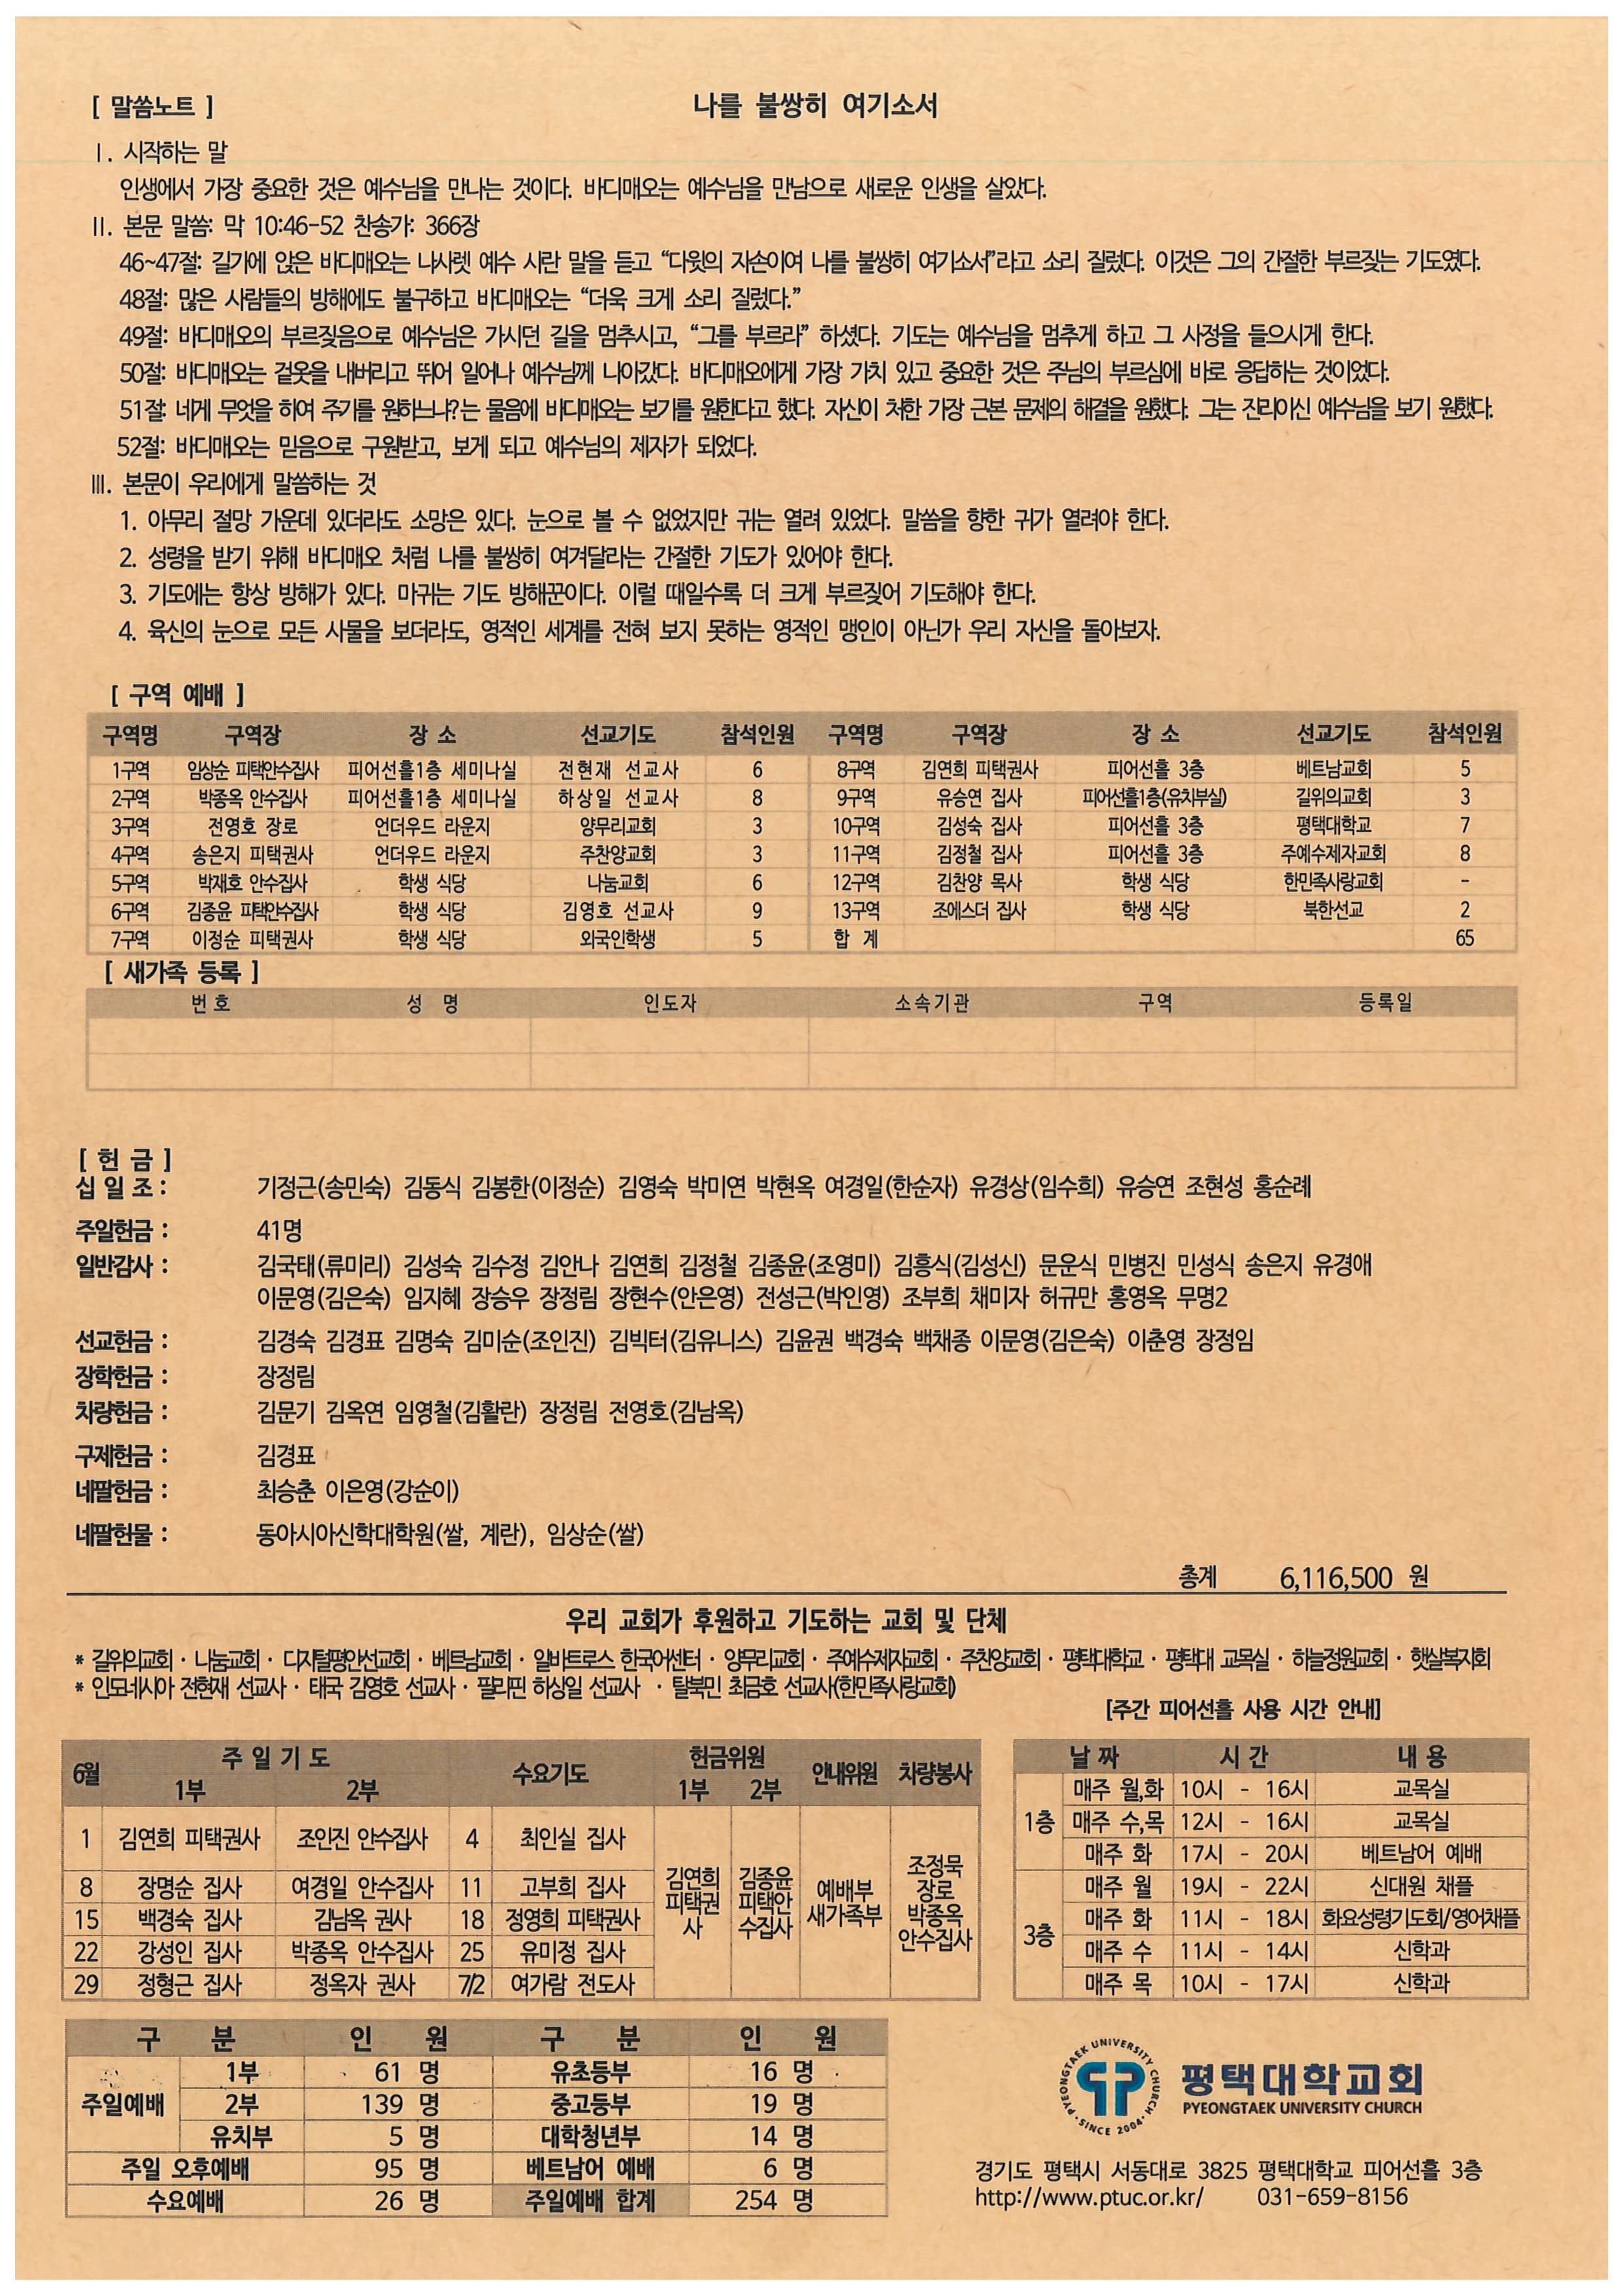 [ 말씀노트 ]
나를 불쌍히 여기소서
Ⅰ. 시작하는 말
인생에서 가장 중요한 것은 예수님을 만나는 것이다. 바디매오는 예수님을 만남으로 새로운 인생을 살았다.
Ⅱ. 본문 말씀: 막 10:46-52 찬송가: 366장
46~47절: 길가에 앉은 바디매오는 나사렛 예수 시란 말을 듣고 “다윗의 자손이여 나를 불쌍히 여기소서”라고 소리 질렀다. 이것은 그의 간절한 부르짖는 기도였다.
48절: 많은 사람들의 방해에도 불구하고 바디매오는 “더욱 크게 소리 질렀다.”
49절: 바디매오의 부르짖음으로 예수님은 가시던 길을 멈추시고, “그를 부르라” 하셨다. 기도는 예수님을 멈추게 하고 그 사정을 들으시게 한다.
50절: 바디매오는 겉옷을 내버리고 뛰어 일어나 예수님께 나아갔다. 바디매오에게 가장 가치 있고 중요한 것은 주님의 부르심에 바로 응답하는 것이었다.
51절: 네게 무엇을 하여 주기를 원하느냐?는 물음에 바디매오는 보기를 원한다고 했다. 자신이 처한 가장 근본 문제의 해결을 원했다. 그는 진리이신 예수님을 보기 원했다.
52절: 바디매오는 믿음으로 구원받고, 보게 되고 예수님의 제자가 되었다.
Ⅲ. 본문이 우리에게 말씀하는 것
1. 아무리 절망 가운데 있더라도 소망은 있다. 눈으로 볼 수 없었지만 귀는 열려 있었다. 말씀을 향한 귀가 열려야 한다.
2. 성령을 받기 위해 바디매오 처럼 나를 불쌍히 여겨달라는 간절한 기도가 있어야 한다.
3. 기도에는 항상 방해가 있다. 마귀는 기도 방해꾼이다. 이럴 때일수록 더 크게 부르짖어 기도해야 한다.
4. 육신의 눈으로 모든 사물을 보더라도, 영적인 세계를 전혀 보지 못하는 영적인 맹인이 아닌가 우리 자신을 돌아보자.
[ 구역 예배 ]
구역명 구역장 장 소 선교기도 참석인원 구역명 구역장 장 소 선교기도 참석인원
1구역 임상순 피택안수집사 피어선홀1층 세미나실 전현재 선교사 6 8구역 김연희 피택권사 피어선홀 3층 베트남교회 5
2구역 박종옥 안수집사 피어선홀1층 세미나실 하상일 선교사 8 9구역 유승연 집사 피어선홀1층(유치부실) 길위의교회 3
3구역 전영호 장로 언더우드 라운지 양무리교회 3 10구역 김성숙 집사 피어선홀 3층 평택대학교 7
4구역 송은지 피택권사 언더우드 라운지 주찬양교회 3 11구역 김정철 집사 피어선홀 3층 주예수제자교회 8
5구역 박재호 안수집사 학생 식당 나눔교회 6 12구역 김찬양 목사 학생 식당 한민족사랑교회 -
6구역 김종윤 피택안수집사 학생 식당 김영호 선교사 9 13구역 조에스더 집사 학생 식당 북한선교 2
7구역 이정순 피택권사 학생 식당 외국인학생 5 합 계 65
[ 새가족 등록 ]
번호 성 명 인도자 소속기관 구역 등록일
[ 헌 금 ]
십 일 조 : 기정근(송민숙) 김동식 김봉한(이정순) 김영숙 박미연 박현옥 여경일(한순자) 유경상(임수희) 유승연 조현성 홍순례
주일헌금 : 41명
일반감사 : 김국태(류미리) 김성숙 김수정 김안나 김연희 김정철 김종윤(조영미) 김흥식(김성신) 문운식 민병진 민성식 송은지 유경애
이문영(김은숙) 임지혜 장승우 장정림 장현수(안은영) 전성근(박인영) 조부희 채미자 허규만 홍영옥 무명2
선교헌금 : 김경숙 김경표 김명숙 김미순(조인진) 김빅터(김유니스) 김윤권 백경숙 백채종 이문영(김은숙) 이춘영 장정임
장학헌금 : 장정림
차량헌금 : 김문기 김옥연 임영철(김활란) 장정림 전영호(김남옥)
구제헌금 : 김경표
네팔헌금 : 최승춘 이은영(강순이)
네팔헌물 : 동아시아신학대학원(쌀, 계란), 임상순(쌀)
총계 6,116,500 원
우리 교회가 후원하고 기도하는 교회 및 단체
* 길위의교회 · 나눔교회 · 디지털평안선교회 · 베트남교회 · 알바트로스 한국어센터 · 양무리교회 · 주예수제자교회 · 주찬양교회 · 평택대학교 · 평택대 교목실 · 하늘정원교회 · 햇살복지회
* 인도네시아 전현재 선교사 · 태국 김영호 선교사 · 필리핀 하상일 선교사 · 탈북민 최금호 선교사(한민족사랑교회)
[주간 피어선홀 사용 시간 안내]
6월 주일기도 수요기도 헌금위원 안내위원 차량봉사
1부 2부 1부 2부
1 김연희 피택권사 조인진 안수집사 4 최인실 집사
8 장명순 집사 여경일 안수집사 11 고부희 집사
15 백경숙 집사 김남옥 권사 18 정영희 피택권사
22 강성인 집사 박종옥 안수집사 25 유미정 집사
29 정형근 집사 정옥자 권사 7/2 여가람 전도사
김연희 피택권사
김종윤 피택안수집사
예배부 새가족부
조정묵 장로 박종옥 안수집사
날짜 시간 내용
1층 매주 월,화 10시 - 16시 교목실
매주 수,목 12시 - 16시 교목실
매주 화 17시 - 20시 베트남어 예배
3층 매주 월 19시 - 22시 신대원 채플
매주 화 11시 - 18시 화요성령기도회/영어채플
매주 수 11시 - 14시 신학과
매주 목 10시 - 17시 신학과
구 분 인 원 구 분 인 원
주일예배 1부 61 명 유초등부 16 명
2부 139 명 중고등부 19 명
유치부 5 명 대학청년부 14 명
주일 오후예배 95 명 베트남어 예배 6 명
수요예배 26 명 주일예배 합계 254 명
PYEONGTAEK UNIVERSITY CHURCH · SINCE 2004 ·
평택대학교회
PYEONGTAEK UNIVERSITY CHURCH
경기도 평택시 서동대로 3825 평택대학교 피어선홀 3층
http://www.ptuc.or.kr/ 031-659-8156